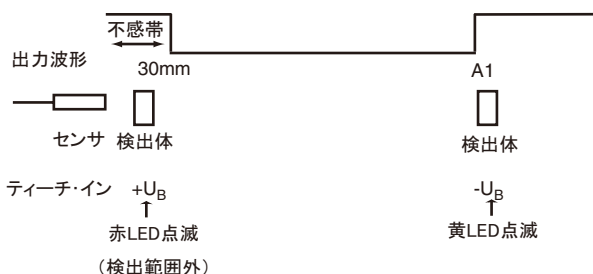 不感帯
出力波形
30mm
A1
センサ 検出体
検出体
ティーチ・イン +UB
-UB
赤LED点滅
黄LED点滅
（検出範囲外）